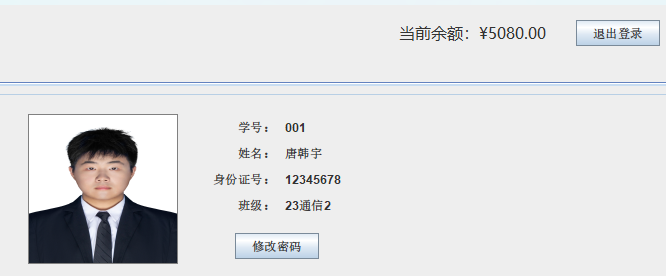 当前余额：¥5080.00 退出登录
学号： 001
姓名： 唐韩宇
身份证号： 12345678
班级： 23通信2
修改密码